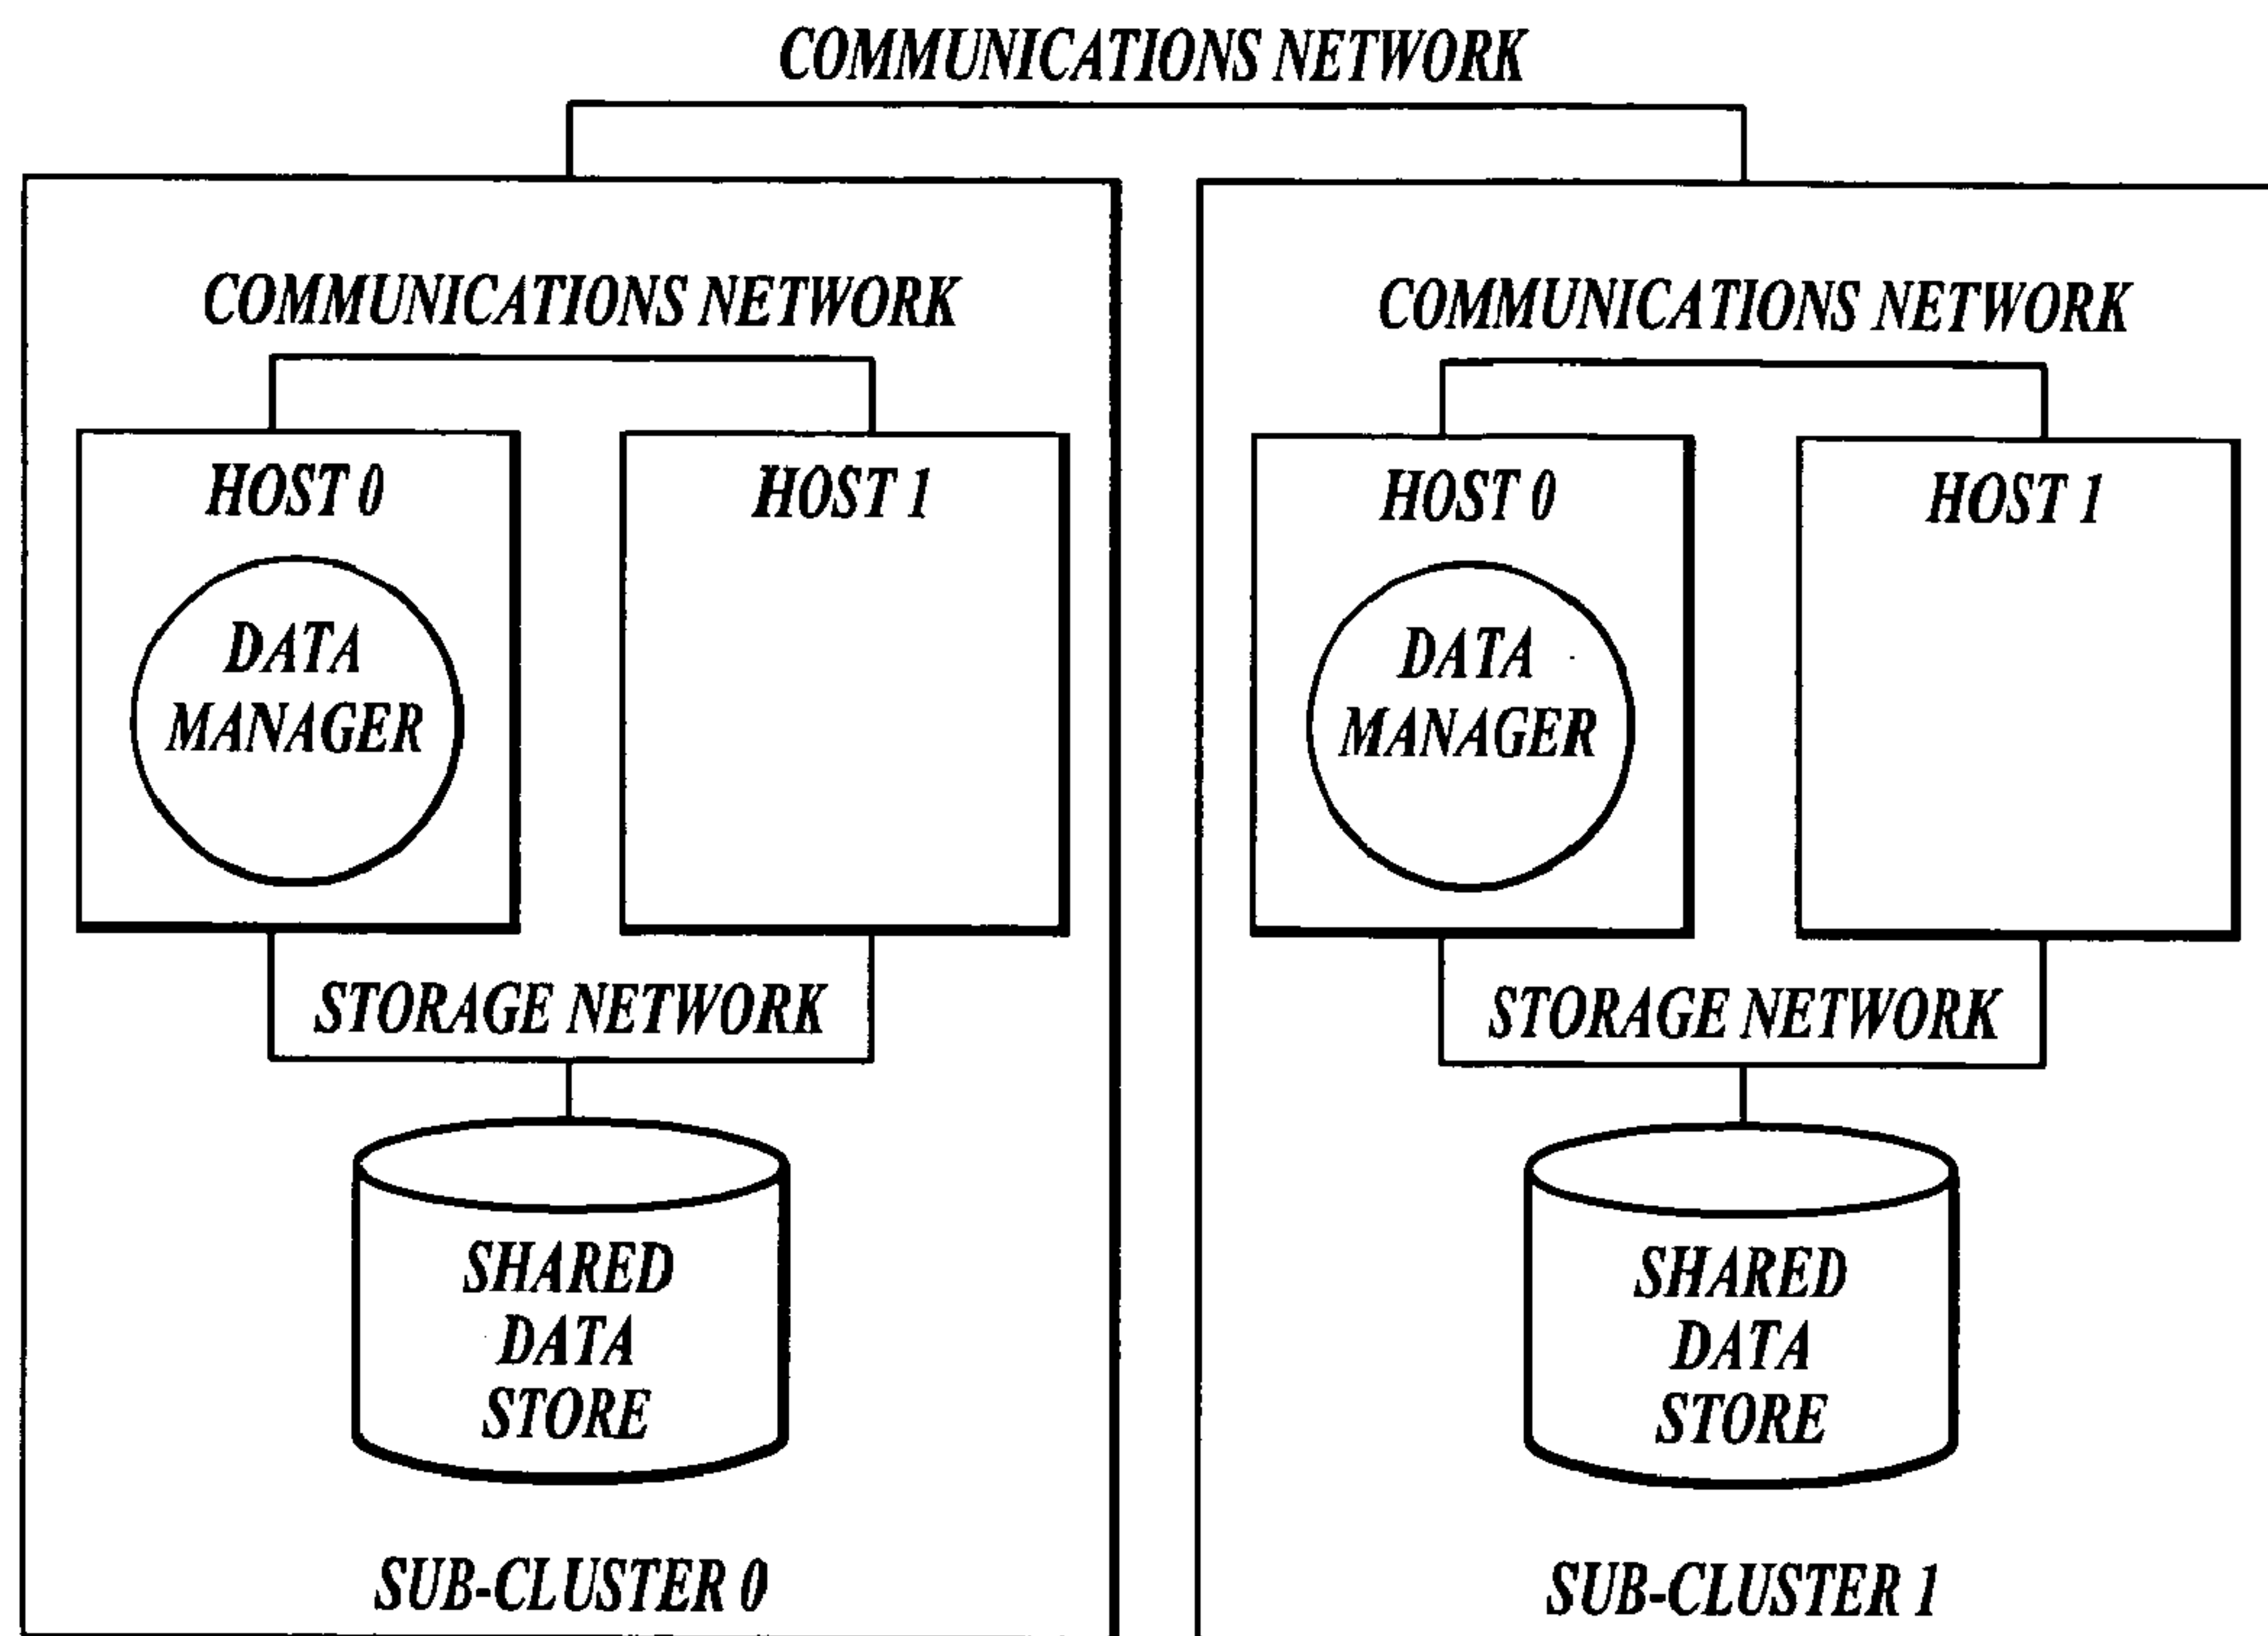 COMMUNICATIONS NETWORK
COMMUNICATIONS NETWORK
HOST 0
HOST 1
DATA
MANAGER
STORAGE NETWORK
SHARED
DATA
STORE
SUB-CLUSTER 0
COMMUNICATIONS NETWORK
HOST 0
HOST 1
DATA
MANAGER
STORAGE NETWORK
SHARED
DATA
STORE
SUB-CLUSTER 1